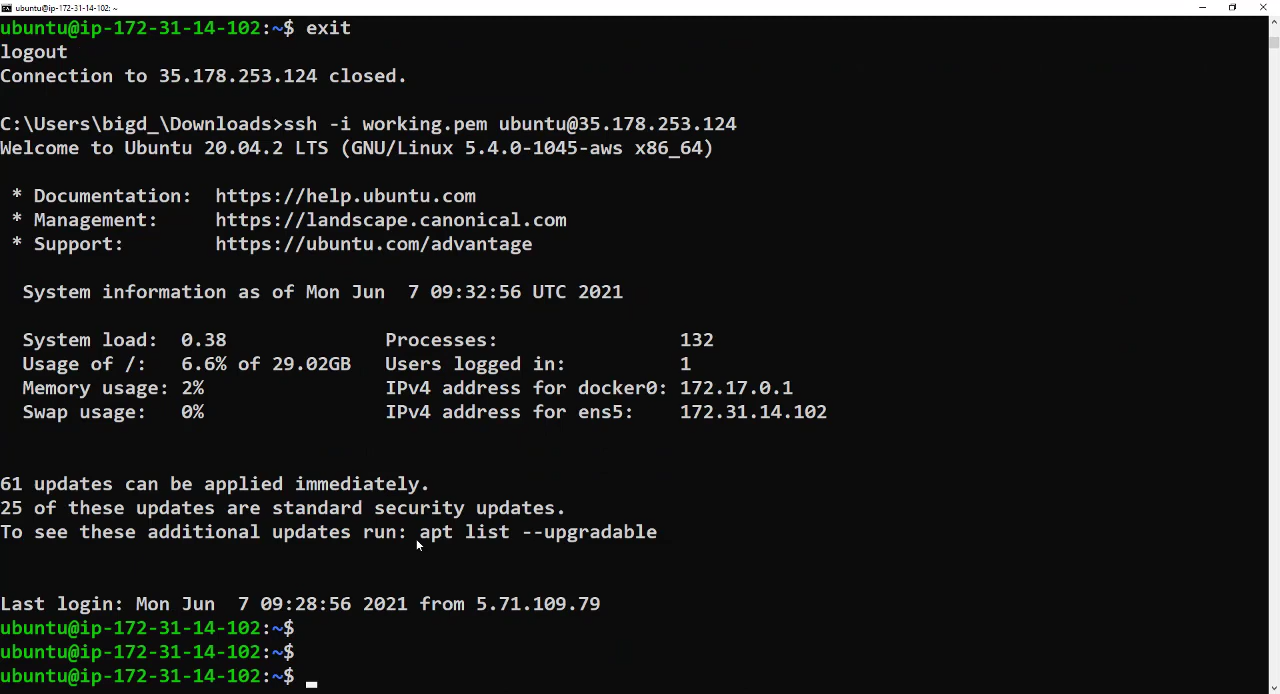 ubuntu@ip-172-31-14-102: ~
ubuntu@ip-172-31-14-102:~$ exit
logout
Connection to 35.178.253.124 closed.
C:\Users\bigd_\Downloads>ssh -i working.pem ubuntu@35.178.253.124
Welcome to Ubuntu 20.04.2 LTS (GNU/Linux 5.4.0-1045-aws x86_64)
* Documentation:  https://help.ubuntu.com
* Management:     https://landscape.canonical.com
* Support:        https://ubuntu.com/advantage
System information as of Mon Jun  7 09:32:56 UTC 2021
System load:  0.38              Processes:               132
Usage of /:   6.6% of 29.02GB   Users logged in:         1
Memory usage: 2%                IPv4 address for docker0: 172.17.0.1
Swap usage:   0%                IPv4 address for ens5:   172.31.14.102
61 updates can be applied immediately.
25 of these updates are standard security updates.
To see these additional updates run: apt list --upgradable
Last login: Mon Jun  7 09:28:56 2021 from 5.71.109.79
ubuntu@ip-172-31-14-102:~$
ubuntu@ip-172-31-14-102:~$
ubuntu@ip-172-31-14-102:~$